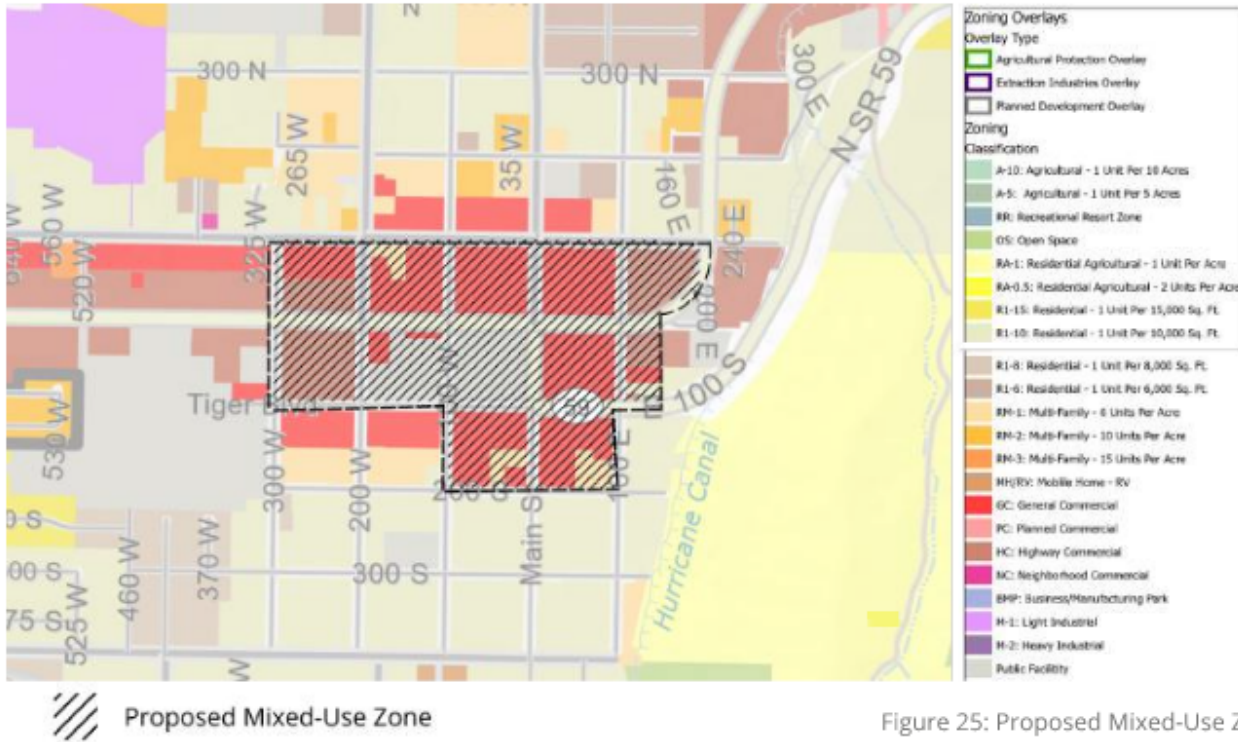 N
300 N
300 N
300 E
N SR 59
265 W
35 W
160 E
240 E
325 W
560 W
520 W
200 E
100 S
59
Tiger Blvd
530 W
300 W
200 W
Main S
Hurricane Canal
460 W
370 W
300 S
00 S
75 S
525 W
W
Zoning Overlays
Overlay Type
Agricultural Protection Overlay
Extraction Industries Overlay
Planned Development Overlay
Zoning
Classification
A-10: Agricultural - 1 Unit Per 10 Acres
A-5: Agricultural - 1 Unit Per 5 Acres
RR: Recreational Resort Zone
OS: Open Space
RA-1: Residential Agricultural - 1 Unit Per Acre
RA-0.5: Residential Agricultural - 2 Units Per Acre
R1-15: Residential - 1 Unit Per 15,000 Sq. Ft.
R1-10: Residential - 1 Unit Per 10,000 Sq. Ft.
R1-8: Residential - 1 Unit Per 8,000 Sq. Ft.
R1-6: Residential - 1 Unit Per 6,000 Sq. Ft.
RM-1: Multi-Family - 6 Units Per Acre
RM-2: Multi-Family - 10 Units Per Acre
RM-3: Multi-Family - 15 Units Per Acre
MH/RV: Mobile Home - RV
GC: General Commercial
PC: Planned Commercial
HC: Highway Commercial
NC: Neighborhood Commercial
BMP: Business/Manufacturing Park
M-1: Light Industrial
M-2: Heavy Industrial
Public Facility
Proposed Mixed-Use Zone
Figure 25: Proposed Mixed-Use Z